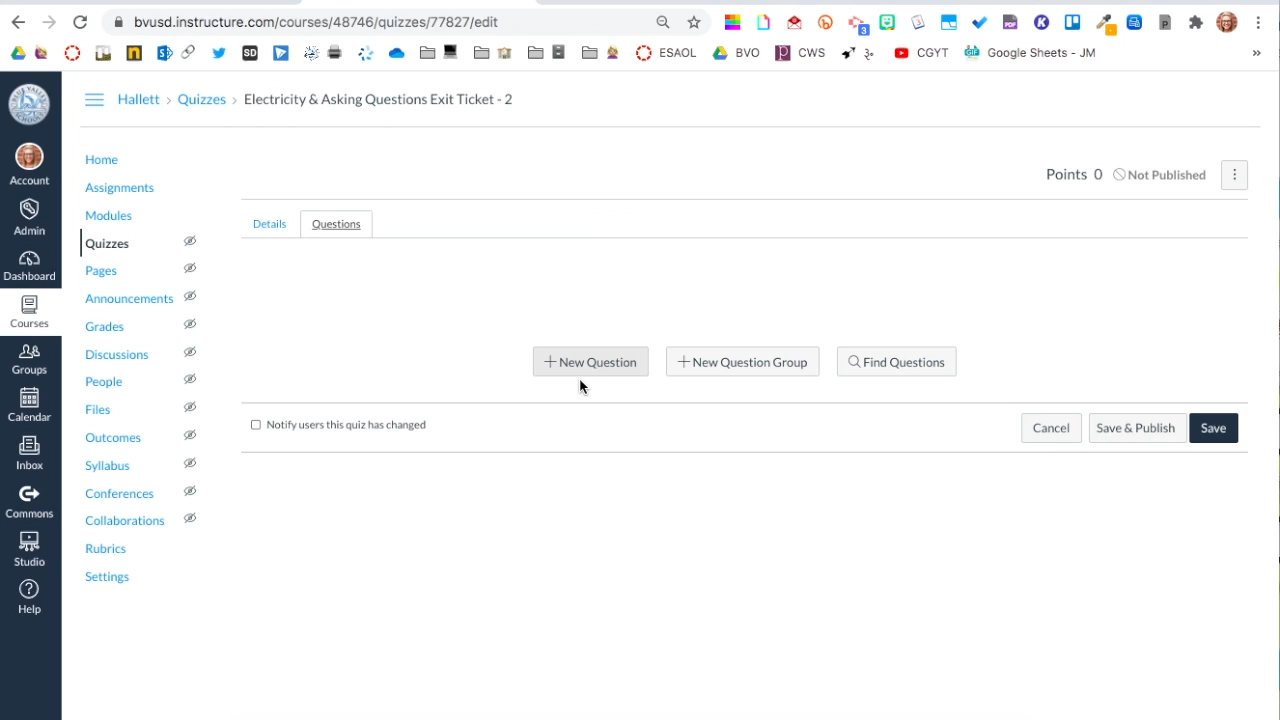 bvusd.instructure.com/courses/48746/quizzes/77827/edit
3
SD
ESAOL
BVO
CWS
CGYT
Google Sheets - JM
»
Hallett > Quizzes > Electricity & Asking Questions Exit Ticket - 2
Account
Admin
Dashboard
Courses
Groups
Calendar
Inbox
Commons
Studio
Help
Home
Assignments
Modules
Quizzes
Pages
Announcements
Grades
Discussions
People
Files
Outcomes
Syllabus
Conferences
Collaborations
Rubrics
Settings
Points 0 Not Published
Details Questions
New Question New Question Group Find Questions
Notify users this quiz has changed
Cancel Save & Publish Save